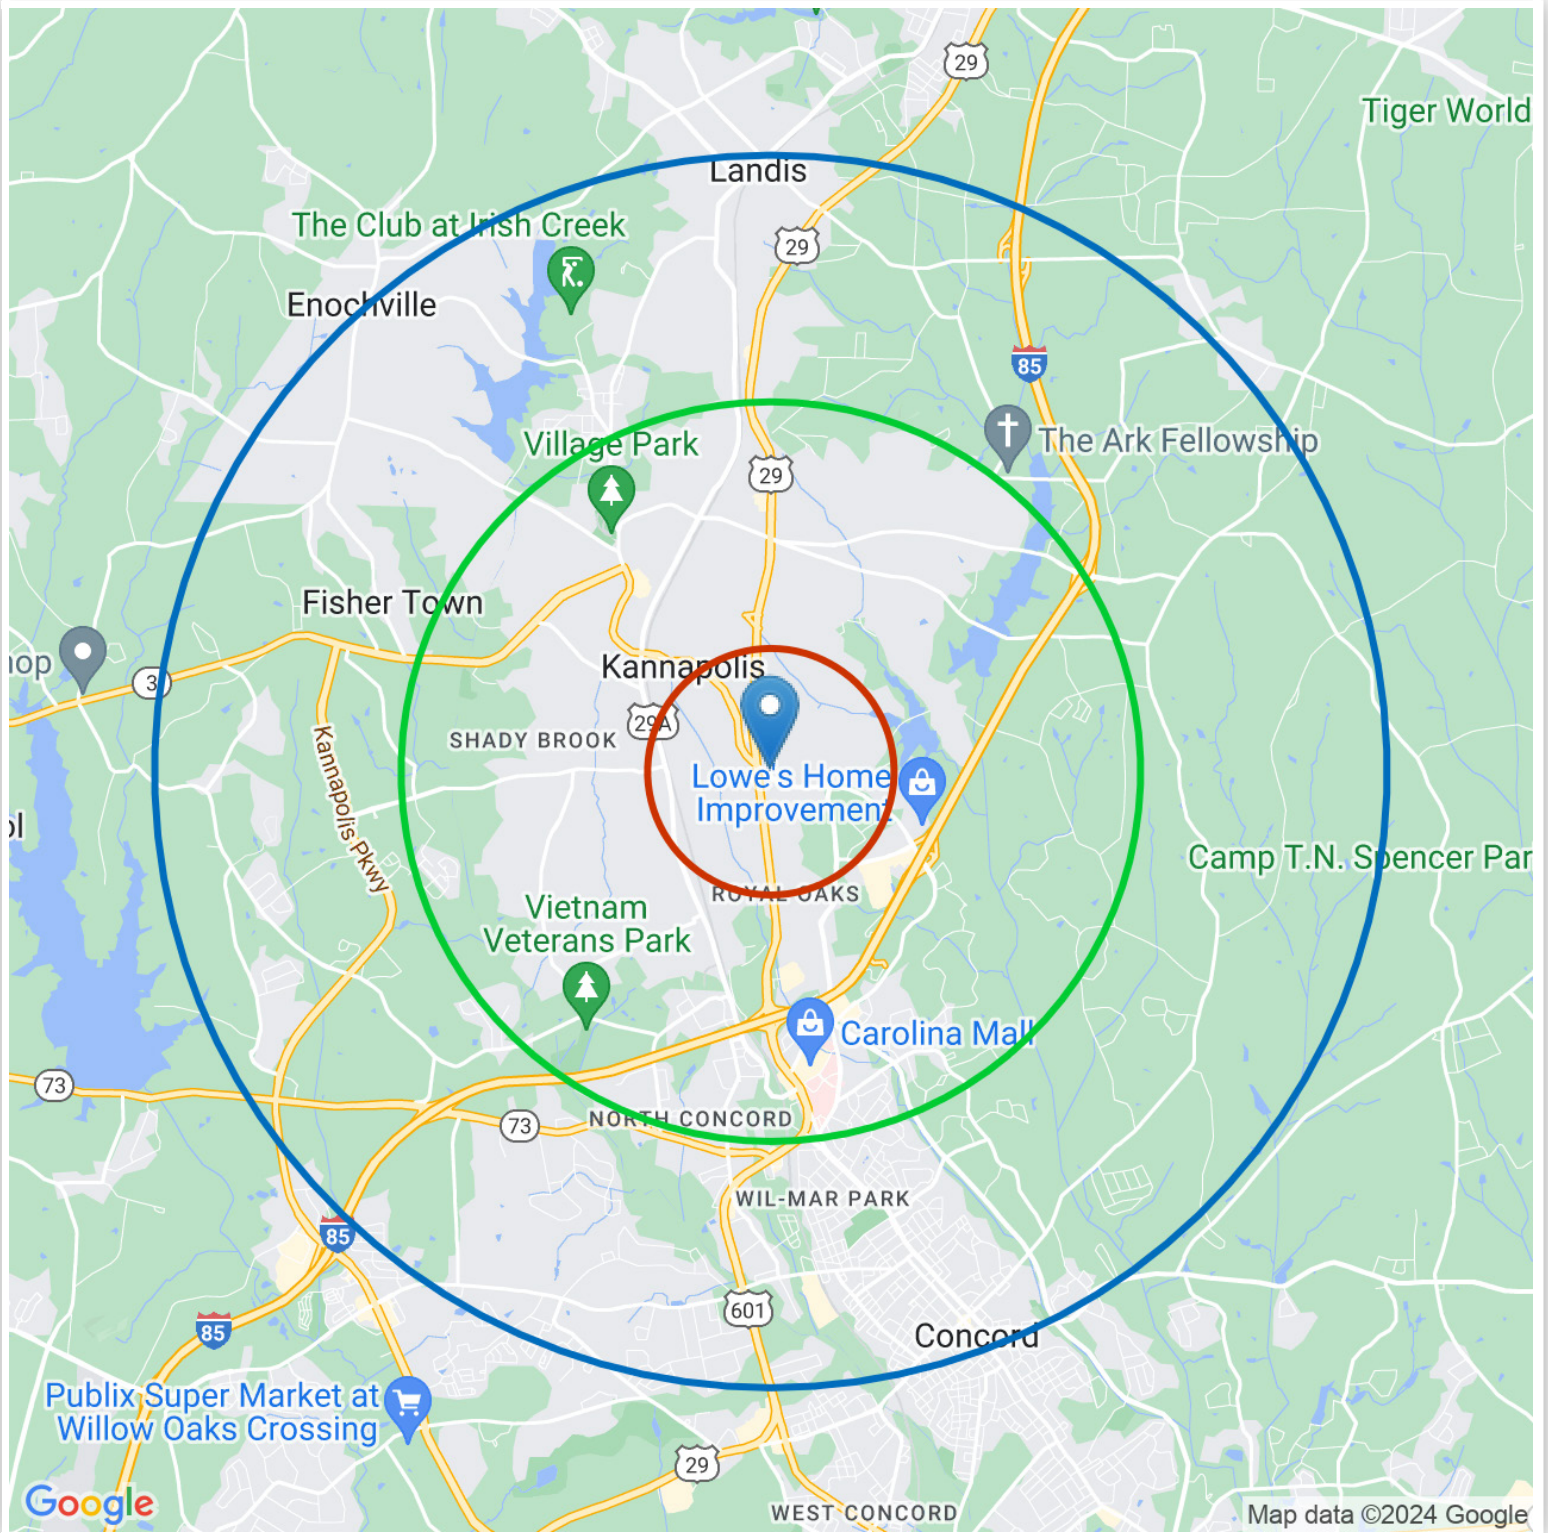 29
Tiger World
Landis
The Club at Irish Creek
29
Enochville
85
The Ark Fellowship
Village Park
29
Fisher Town
hop
3
Kannapolis
29A
SHADY BROOK
Kannapolis Pkwy
Lowe's Home
Improvement
ol
Camp T.N. Spencer Par
ROYAL OAKS
Vietnam
Veterans Park
Carolina Mall
73
73
NORTH CONCORD
WIL-MAR PARK
85
601
85
Concord
Publix Super Market at
Willow Oaks Crossing
29
Google
WEST CONCORD
Map data ©2024 Google